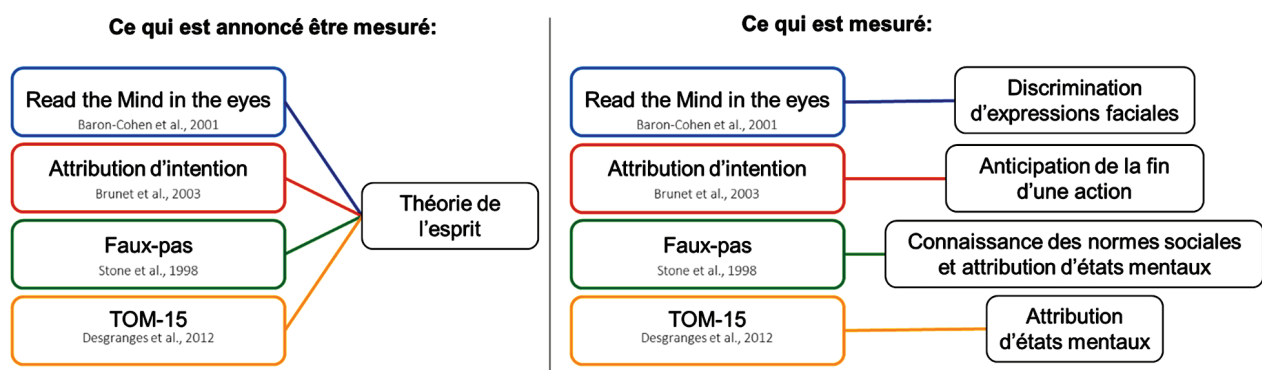 Ce qui est annoncé être mesuré:
Read the Mind in the eyes
Baron-Cohen et al., 2001
Attribution d'intention
Brunet et al., 2003
Faux-pas
Stone et al., 1998
TOM-15
Desgranges et al., 2012
Théorie de
l'esprit
Ce qui est mesuré:
Read the Mind in the eyes
Baron-Cohen et al., 2001
Discrimination
d'expressions faciales
Attribution d'intention
Brunet et al., 2003
Anticipation de la fin
d'une action
Faux-pas
Stone et al., 1998
Connaissance des normes sociales
et attribution d'états mentaux
TOM-15
Desgranges et al., 2012
Attribution
d'états mentaux